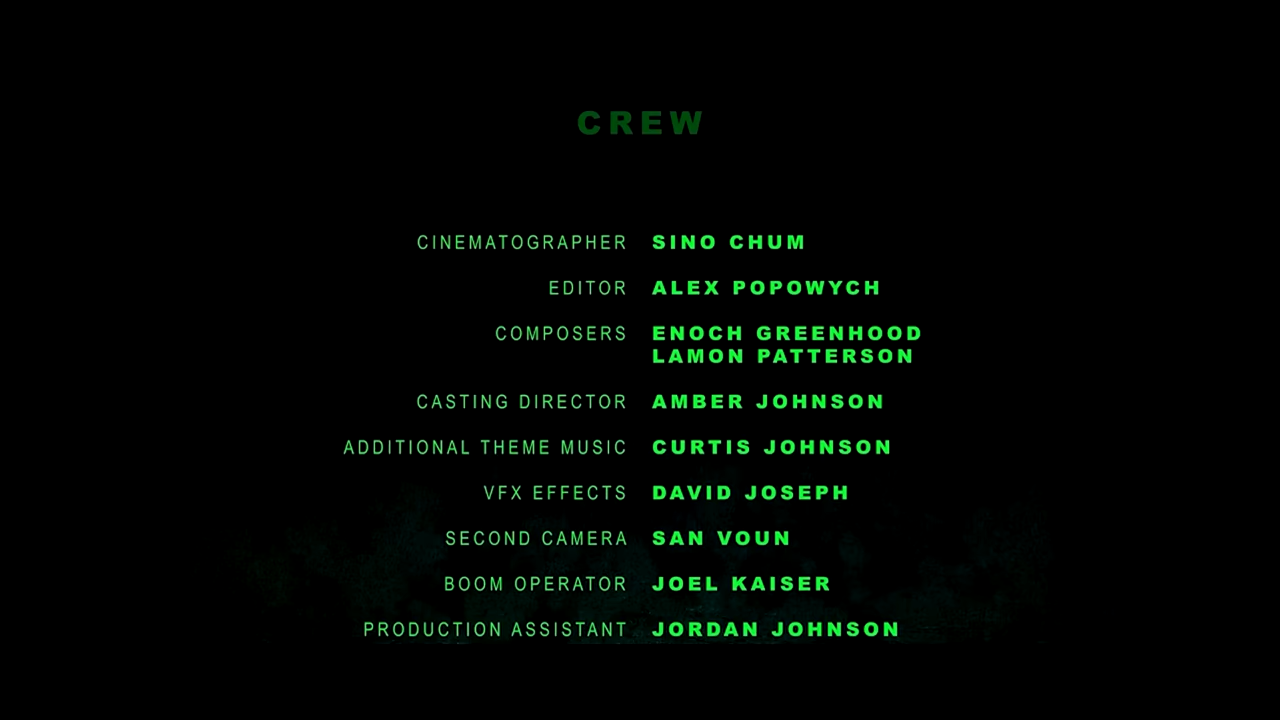 CREW
CINEMATOGRAPHER SINO CHUM
EDITOR ALEX POPOWYCH
COMPOSERS ENOCH GREENHOOD
LAMON PATTERSON
CASTING DIRECTOR AMBER JOHNSON
ADDITIONAL THEME MUSIC CURTIS JOHNSON
VFX EFFECTS DAVID JOSEPH
SECOND CAMERA SAN VOUN
BOOM OPERATOR JOEL KAISER
PRODUCTION ASSISTANT JORDAN JOHNSON